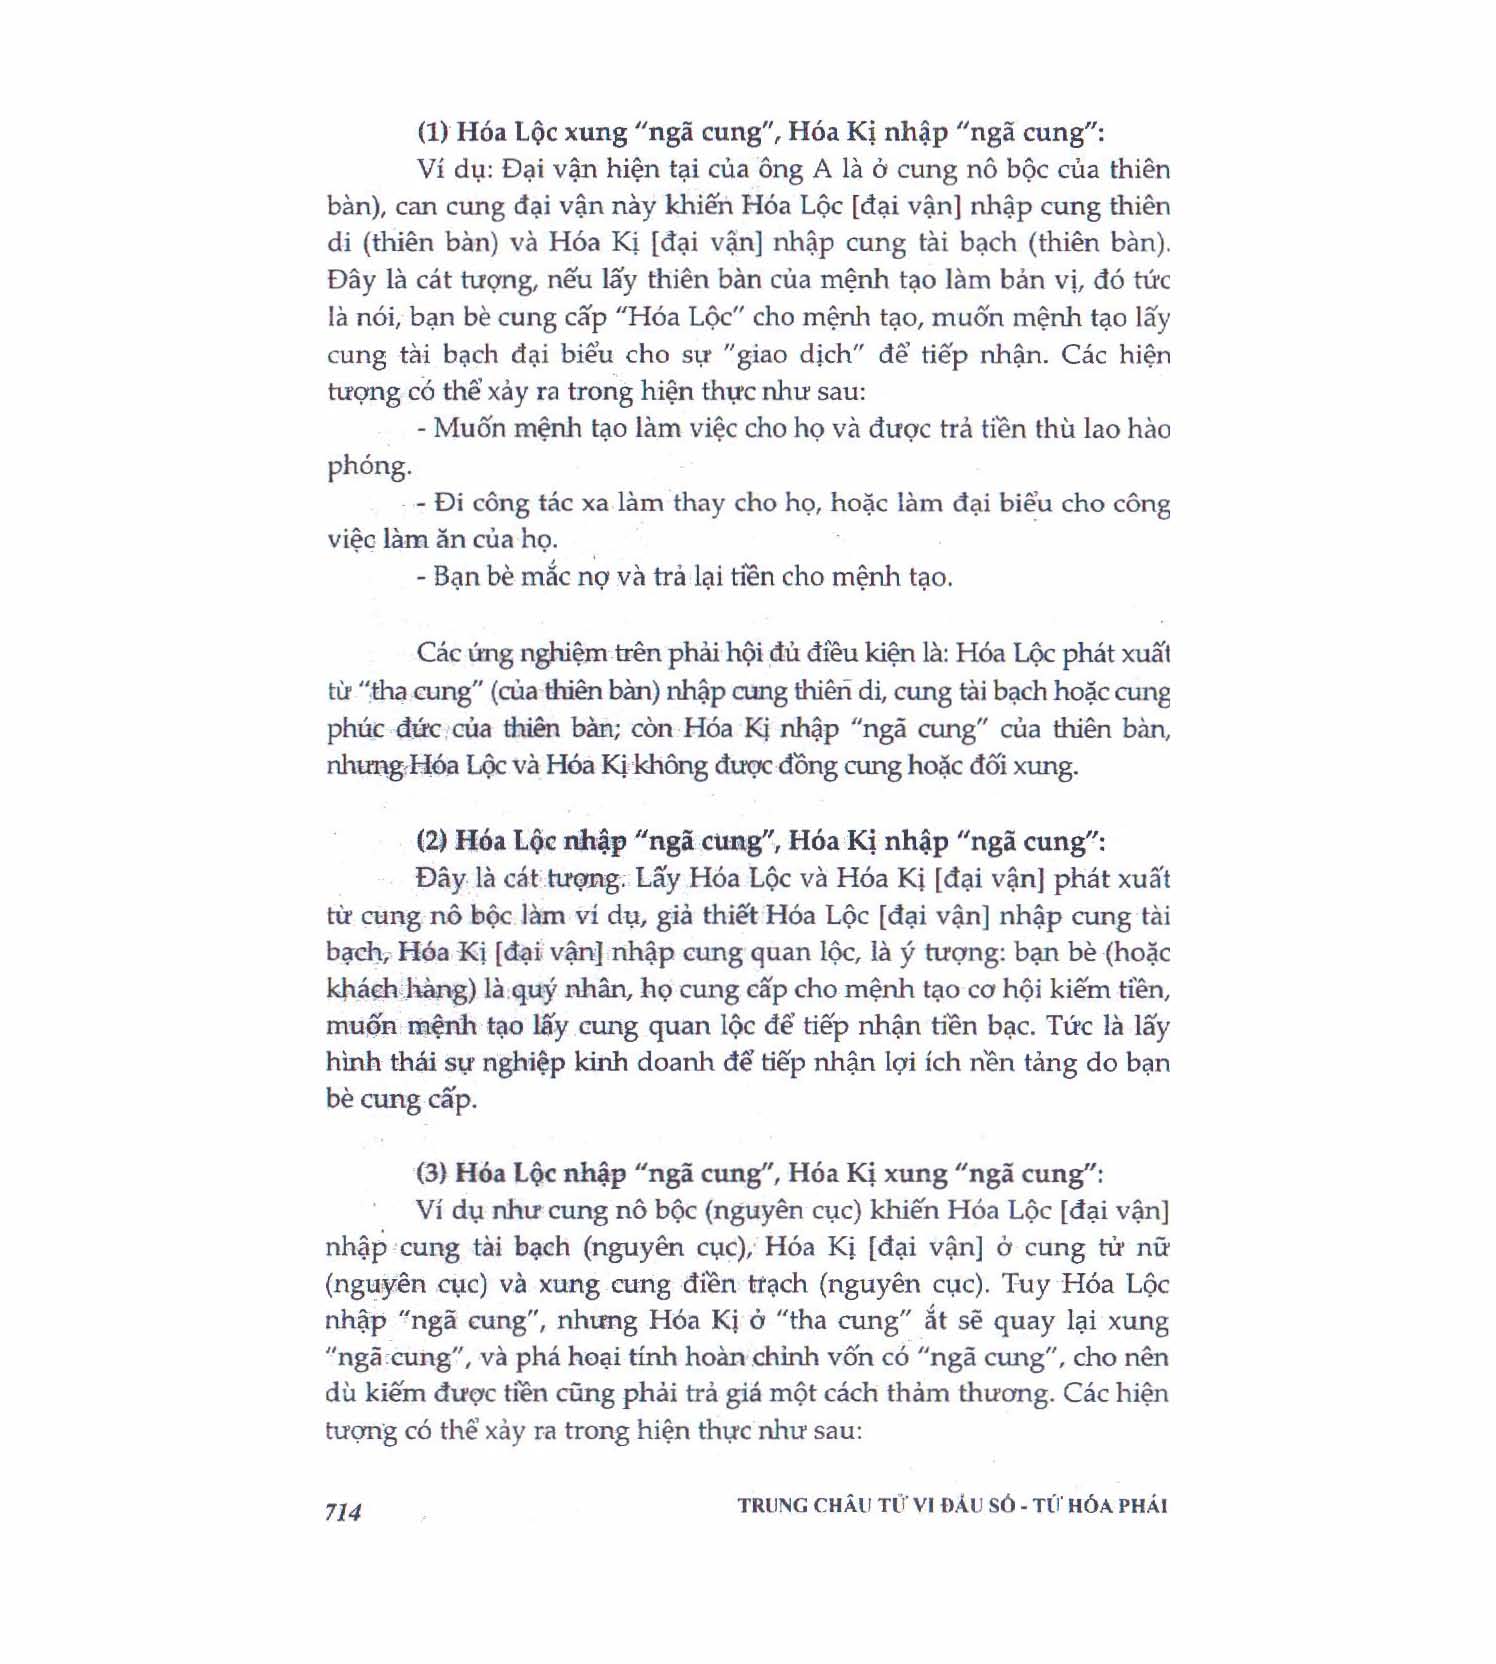 (1) Hóa Lộc xung "ngã cung", Hóa Kị nhập "ngã cung":
Ví dụ: Đại vận hiện tại của ông A là ở cung nô bộc của thiên
bàn), can cung đại vận này khiến Hóa Lộc [đại vận] nhập cung thiên
di (thiên bàn) và Hóa Kị [đại vận] nhập cung tài bạch (thiên bàn).
Đây là cát tượng, nếu lấy thiên bàn của mệnh tạo làm bản vị, đó tức
là nói, bạn bè cung cấp "Hóa Lộc" cho mệnh tạo, muốn mệnh tạo lấy
cung tài bạch đại biểu cho sự "giao dịch" để tiếp nhận. Các hiện
tượng có thể xảy ra trong hiện thực như sau:
- Muốn mệnh tạo làm việc cho họ và được trả tiền thù lao hào
phóng.
- Đi công tác xa làm thay cho họ, hoặc làm đại biểu cho công
việc làm ăn của họ.
- Bạn bè mắc nợ và trả lại tiền cho mệnh tạo.
Các ứng nghiệm trên phải hội đủ điều kiện là: Hóa Lộc phát xuất
từ "tha cung" (của thiên bàn) nhập cung thiên di, cung tài bạch hoặc cung
phúc đức của thiên bàn; còn Hóa Kị nhập "ngã cung" của thiên bàn,
nhưng Hóa Lộc và Hóa Kị không được đồng cung hoặc đối xung.
(2) Hóa Lộc nhập "ngã cung", Hóa Kị nhập "ngã cung":
Đây là cát tượng. Lấy Hóa Lộc và Hóa Kị [đại vận] phát xuất
từ cung nô bộc làm ví dụ, giả thiết Hóa Lộc [đại vận] nhập cung tài
bạch, Hóa Kị [đại vận] nhập cung quan lộc, là ý tượng: bạn bè (hoặc
khách hàng) là quý nhân, họ cung cấp cho mệnh tạo cơ hội kiếm tiền,
muốn mệnh tạo lấy cung quan lộc để tiếp nhận tiền bạc. Tức là lấy
hình thái sự nghiệp kinh doanh để tiếp nhận lợi ích nền tảng do bạn
bè cung cấp.
(3) Hóa Lộc nhập "ngã cung", Hóa Kị xung "ngã cung":
Ví dụ như cung nô bộc (nguyên cục) khiến Hóa Lộc [đại vận]
nhập cung tài bạch (nguyên cục), Hóa Kị [đại vận] ở cung tử nữ
(nguyên cục) và xung cung điền trạch (nguyên cục). Tuy Hóa Lộc
nhập "ngã cung", nhưng Hóa Kị ở "tha cung" ắt sẽ quay lại xung
"ngã cung", và phá hoại tính hoàn chỉnh vốn có "ngã cung", cho nên
dù kiếm được tiền cũng phải trả giá một cách thảm thương. Các hiện
tượng có thể xảy ra trong hiện thực như sau:
714
TRUNG CHÂU TỬ VI ĐẨU SỐ - TỨ HÓA PHÁI